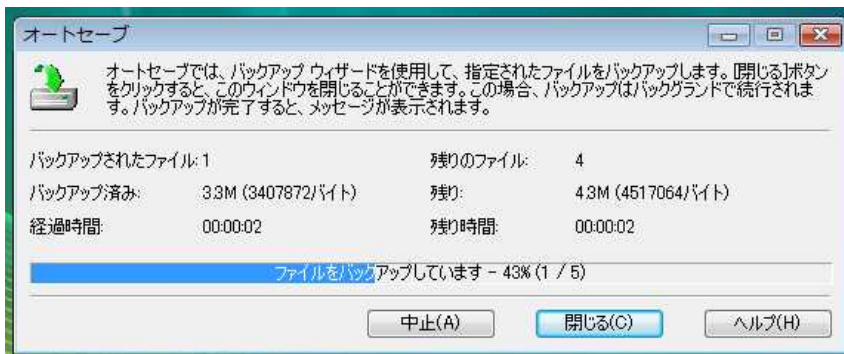 オートセーブ
オートセーブでは、バックアップ ウィザードを使用して、指定されたファイルをバックアップします。[閉じる]ボタン
をクリックすると、このウィンドウを閉じることができます。この場合、バックアップはバックグランドで続行されま
す。バックアップが完了すると、メッセージが表示されます。
バックアップされたファイル: 1 残りのファイル: 4
バックアップ済み: 3.3M (3407872バイト) 残り: 4.3M (4517064バイト)
経過時間: 00:00:02 残り時間: 00:00:02
ファイルをバックアップしています - 43% (1 / 5)
中止(A) 閉じる(C) ヘルプ(H)